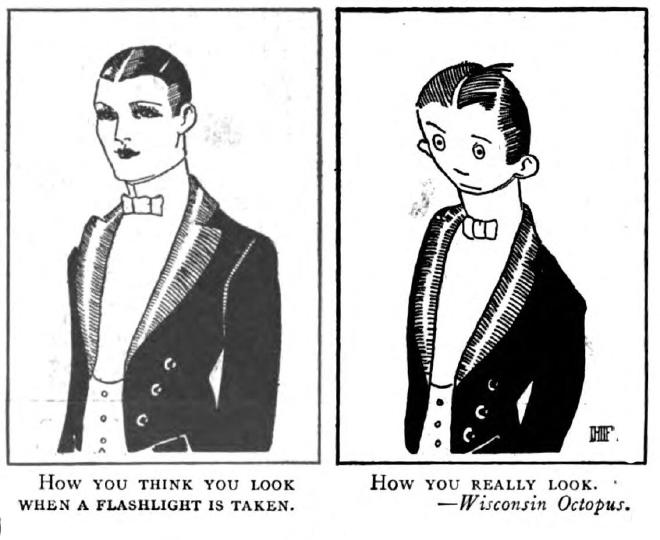 How you think you look
when a flashlight is taken.
How you really look.
—Wisconsin Octopus.